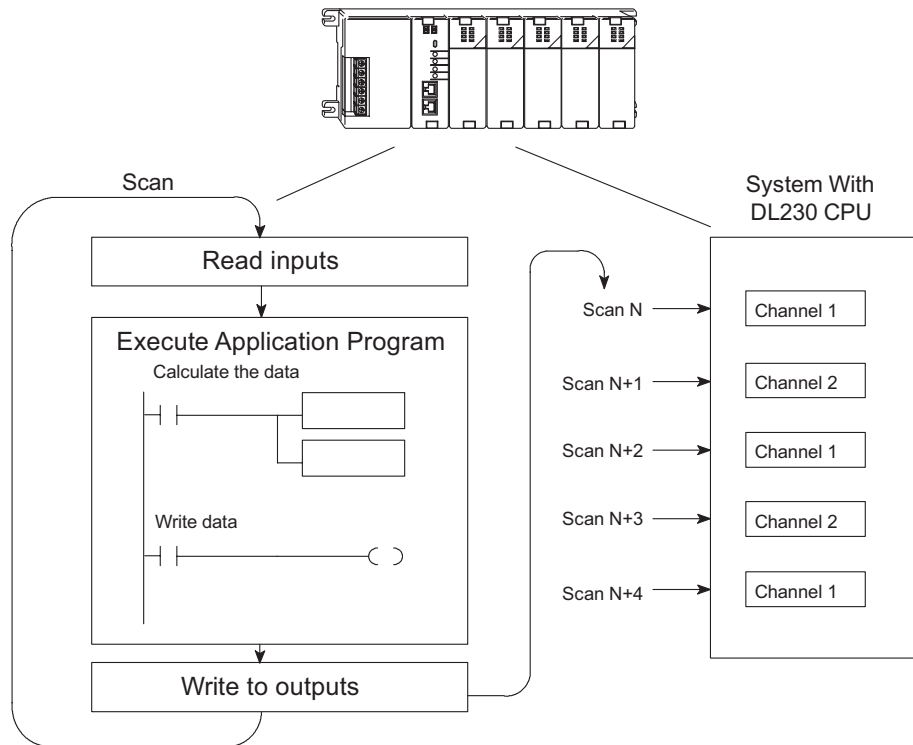 Scan
System With
DL230 CPU
Read inputs
Execute Application Program
Calculate the data
Write data
Write to outputs
Scan N
Channel 1
Scan N+1
Channel 2
Scan N+2
Channel 1
Scan N+3
Channel 2
Scan N+4
Channel 1